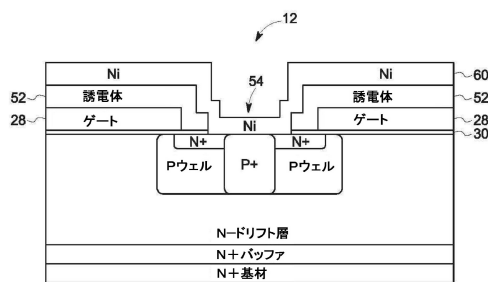 12
Ni
54
Ni
60
52
誘電体
誘電体
52
28
ゲート
Ni
ゲート
28
30
N+
N+
Pウェル
P+
Pウェル
N−ドリフト層
N+バッファ
N+基材